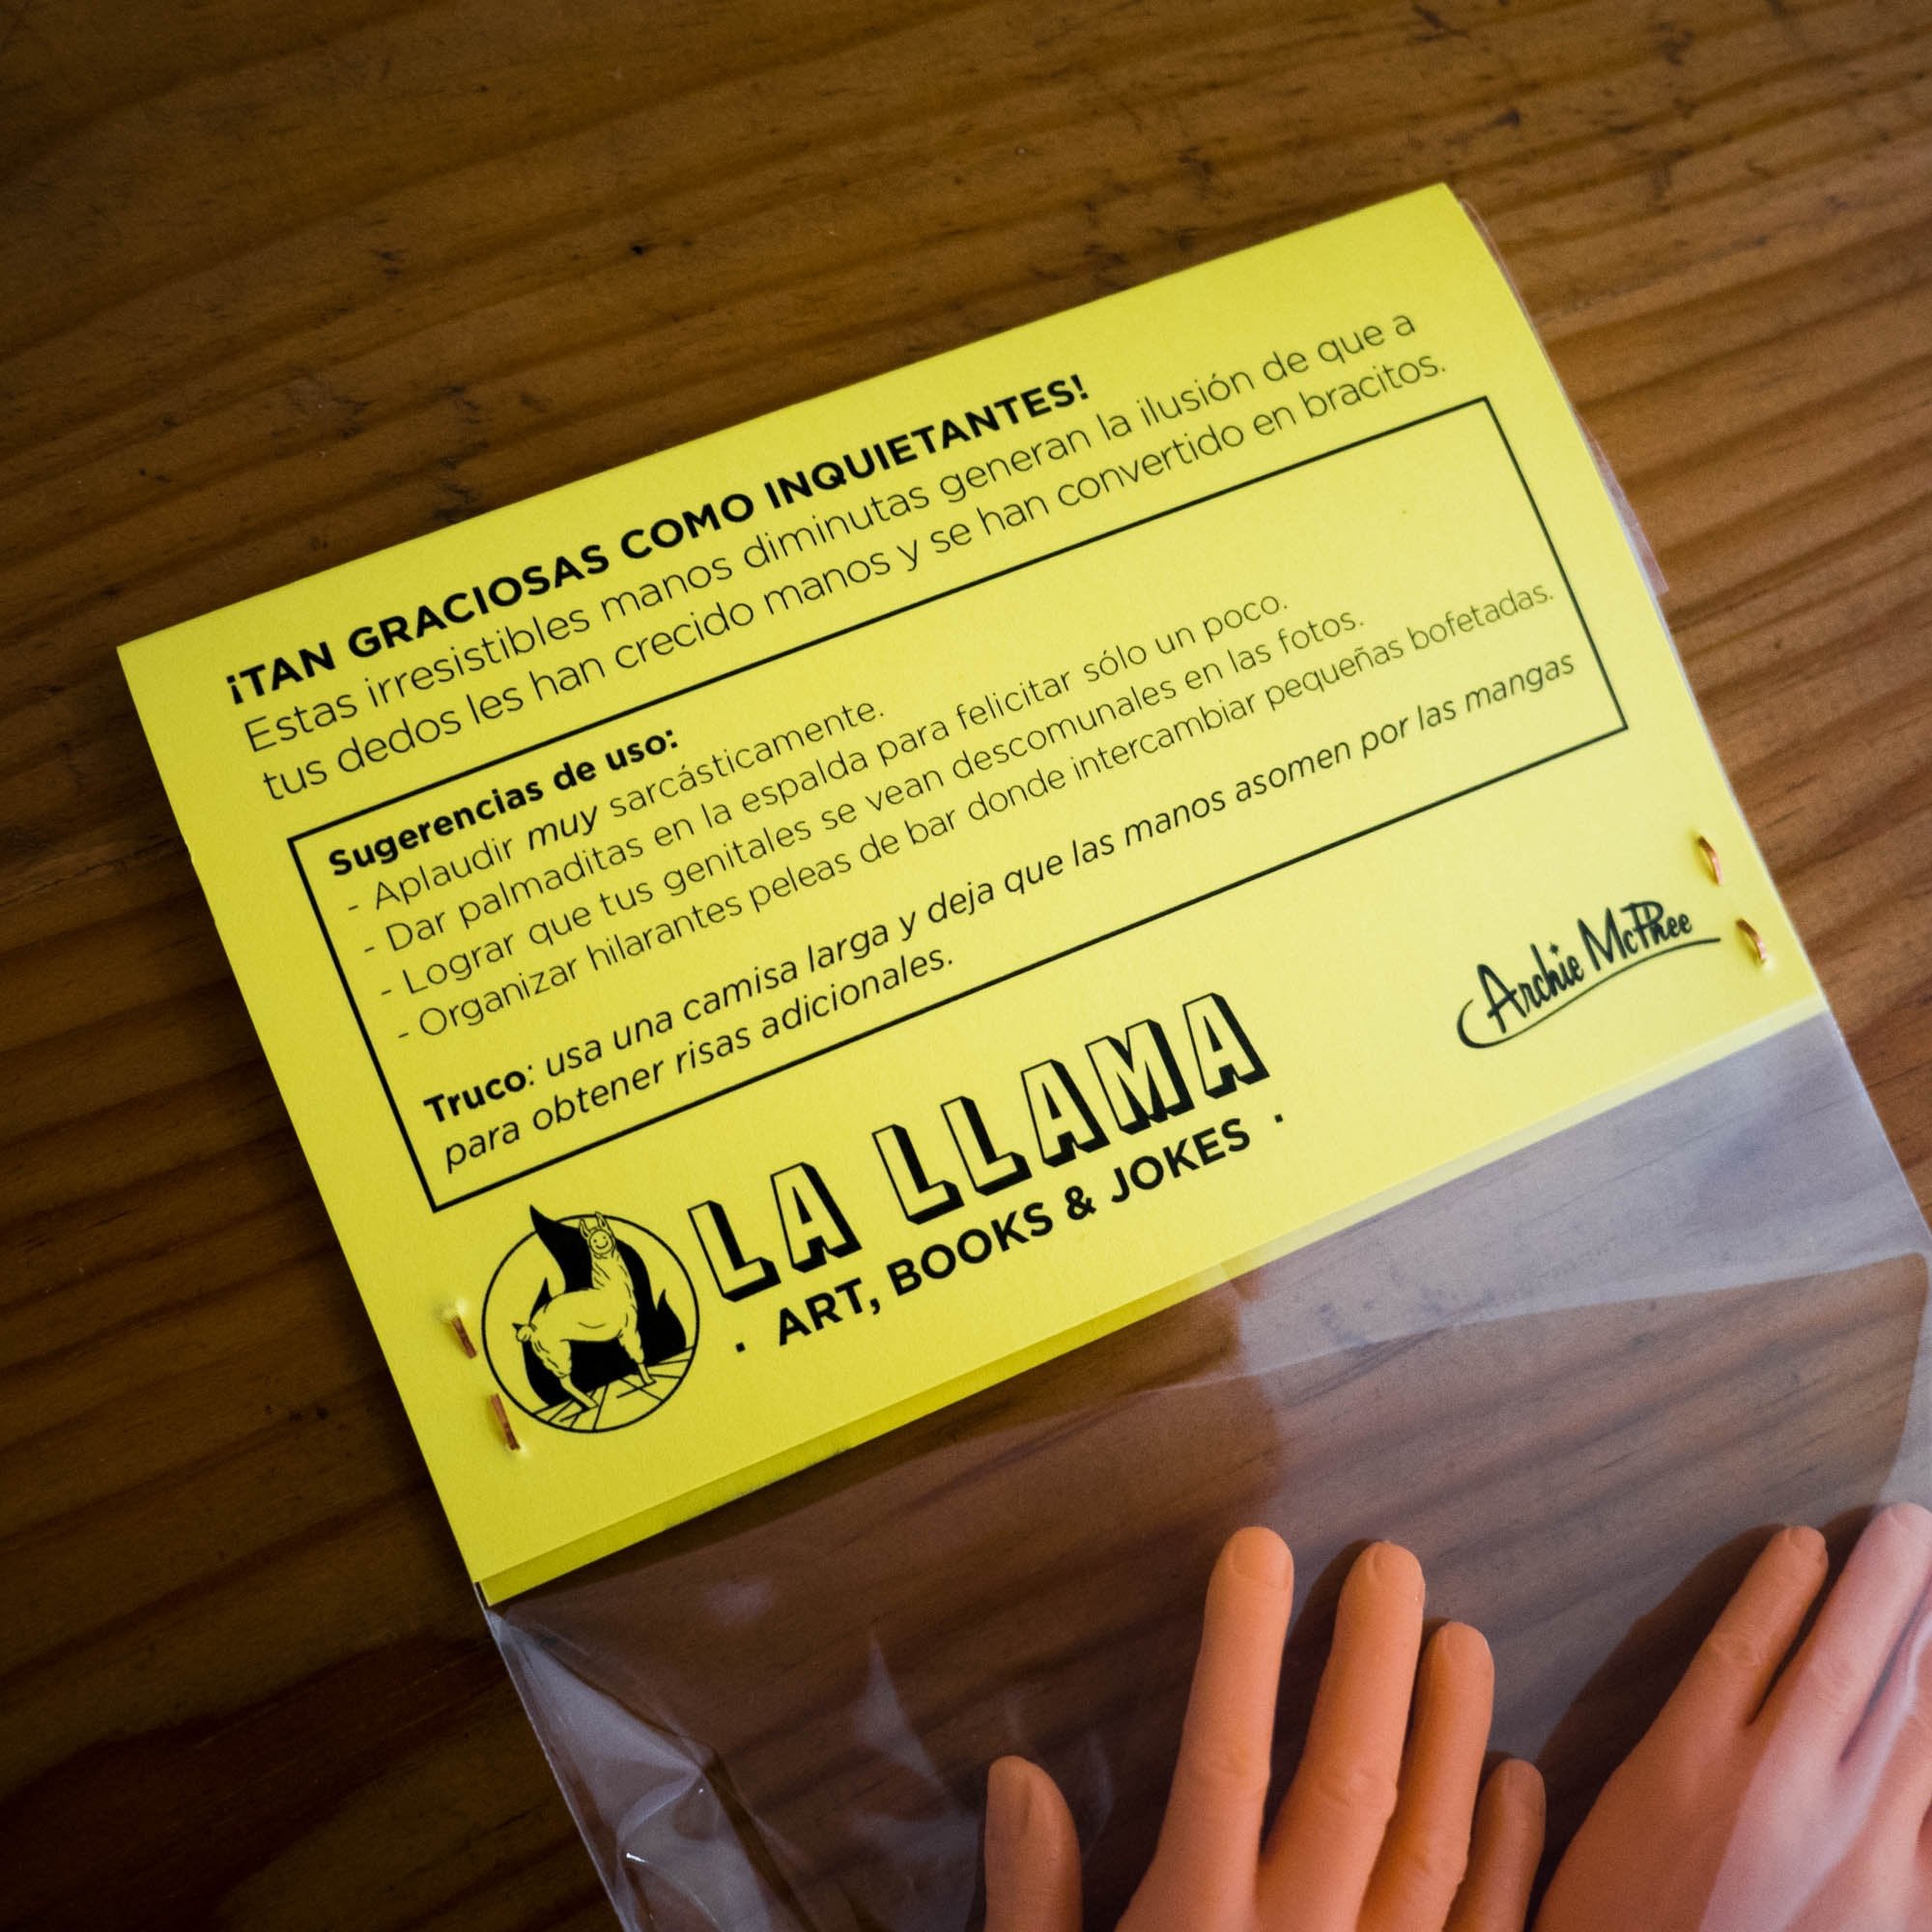 ¡TAN GRACIOSAS COMO INQUIETANTES!
Estas irresistibles manos diminutas generan la ilusión de que a
tus dedos les han crecido manos y se han convertido en bracitos.
Sugerencias de uso:
- Aplaudir muy sarcásticamente.
- Dar palmaditas en la espalda para felicitar sólo un poco.
- Lograr que tus genitales se vean descomunales en las fotos.
- Organizar hilarantes peleas de bar donde intercambiar pequeñas bofetadas.
Truco: usa una camisa larga y deja que las manos asomen por las mangas
para obtener risas adicionales.
LA LLAMA
· ART, BOOKS & JOKES ·
Archie McPhee